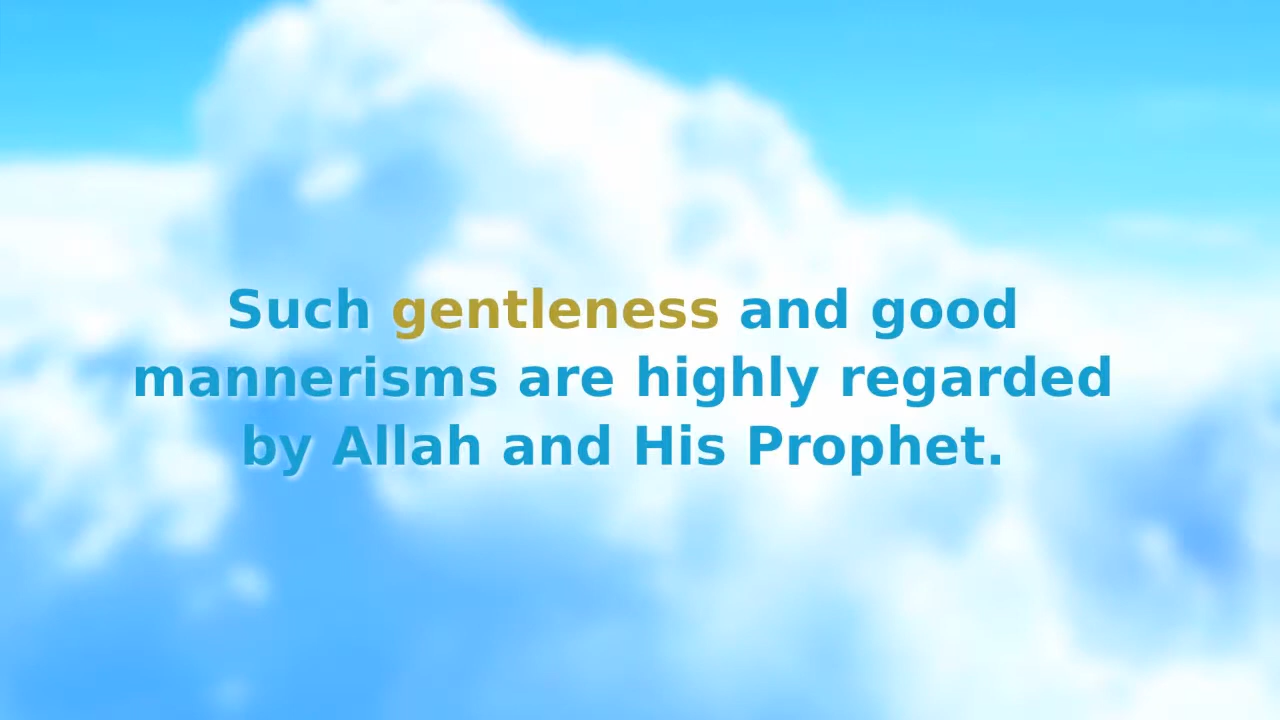 Such gentleness and good
mannerisms are highly regarded
by Allah and His Prophet.